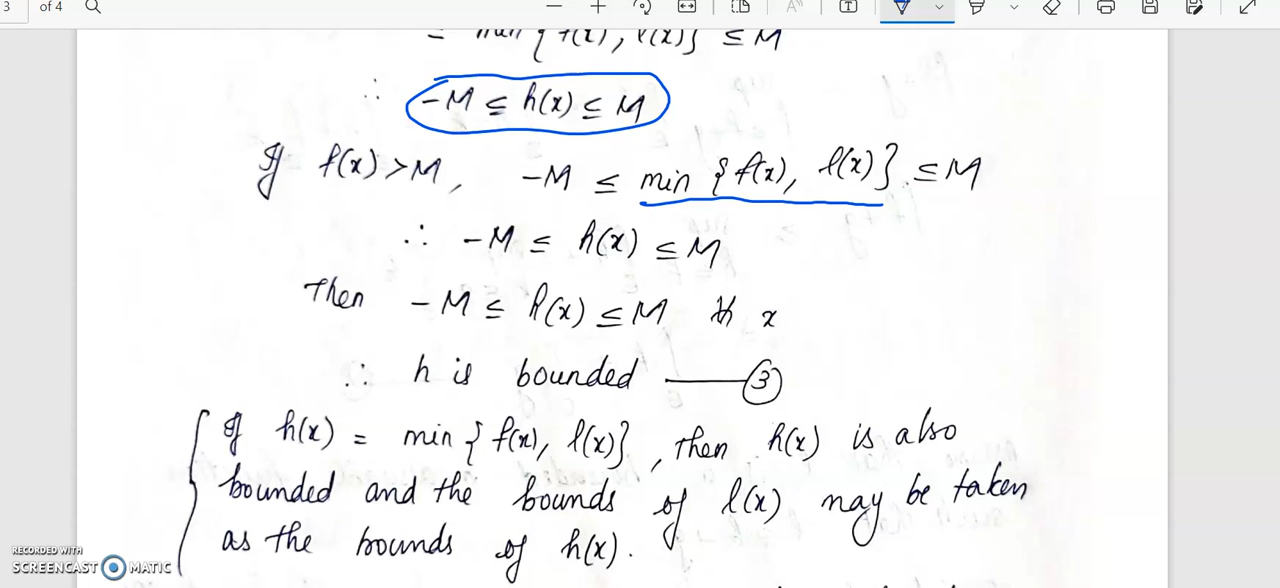 3 of 4
= min { f(x), l(x)} ≤ M
∴ -M ≤ h(x) ≤ M
If f(x) > M, -M ≤ min { f(x), l(x)} ≤ M
∴ -M ≤ h(x) ≤ M
Then -M ≤ h(x) ≤ M ∀ x
∴ h is bounded —— ③
If h(x) = min { f(x), l(x)}, then h(x) is also
bounded and the bounds of l(x) may be taken
as the bounds of h(x).
RECORDED WITH
SCREENCAST MATIC